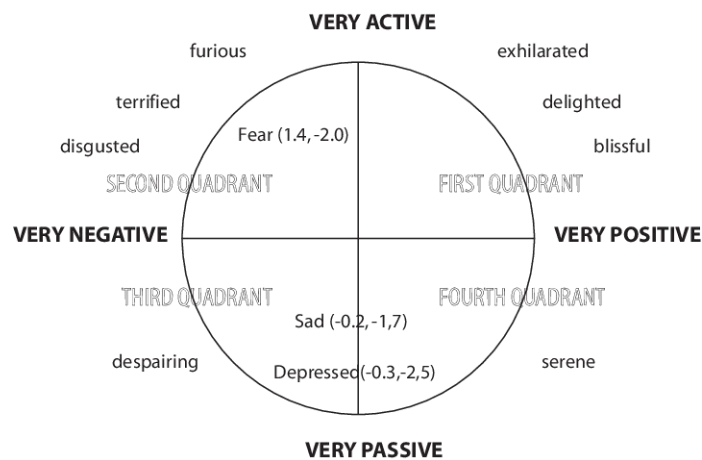 VERY ACTIVE
furious
exhilarated
terrified
delighted
Fear (1.4,-2.0)
disgusted
blissful
SECOND QUADRANT
FIRST QUADRANT
VERY NEGATIVE
VERY POSITIVE
THIRD QUADRANT
FOURTH QUADRANT
Sad (-0.2,-1,7)
despairing
serene
Depressed(-0.3,-2,5)
VERY PASSIVE